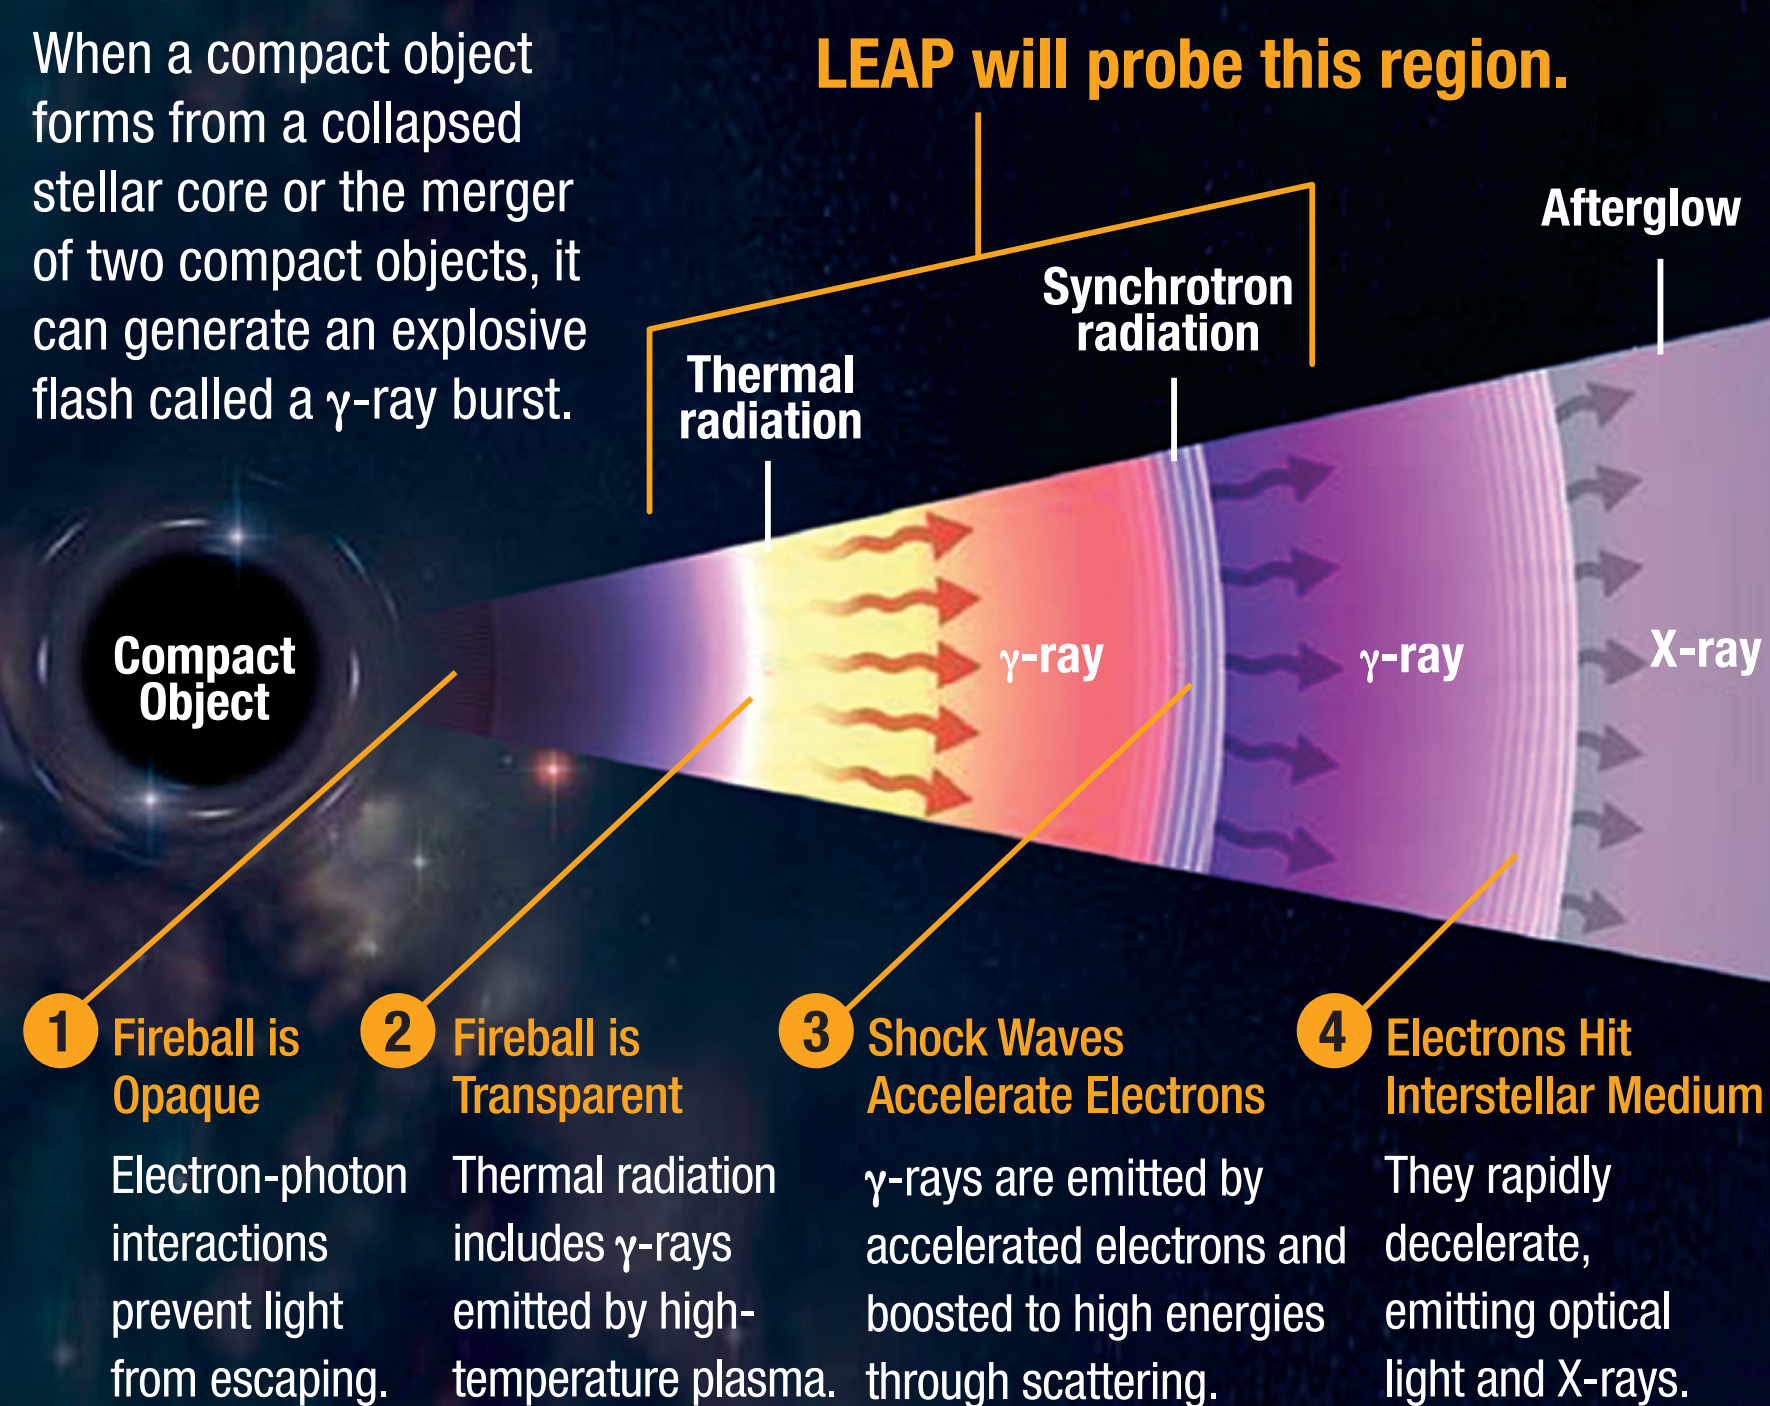 When a compact object
forms from a collapsed
stellar core or the merger
of two compact objects, it
can generate an explosive
flash called a γ-ray burst.
LEAP will probe this region.
Afterglow
Synchrotron
radiation
Thermal
radiation
Compact
Object
γ-ray
γ-ray
X-ray
1
Fireball is
Opaque
Electron-photon
interactions
prevent light
from escaping.
2
Fireball is
Transparent
Thermal radiation
includes γ-rays
emitted by high-
temperature plasma.
3
Shock Waves
Accelerate Electrons
γ-rays are emitted by
accelerated electrons and
boosted to high energies
through scattering.
4
Electrons Hit
Interstellar Medium
They rapidly
decelerate,
emitting optical
light and X-rays.